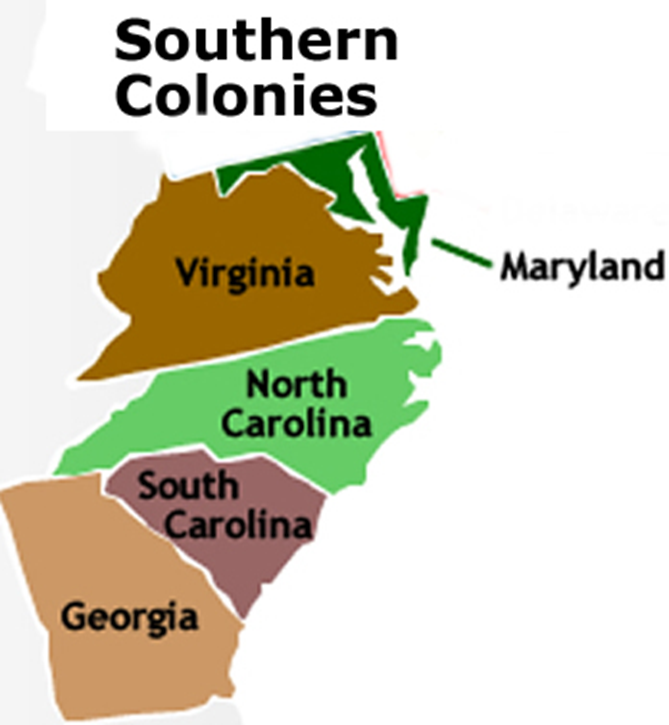 Southern
Colonies
Virginia
Maryland
North
Carolina
South
Carolina
Georgia